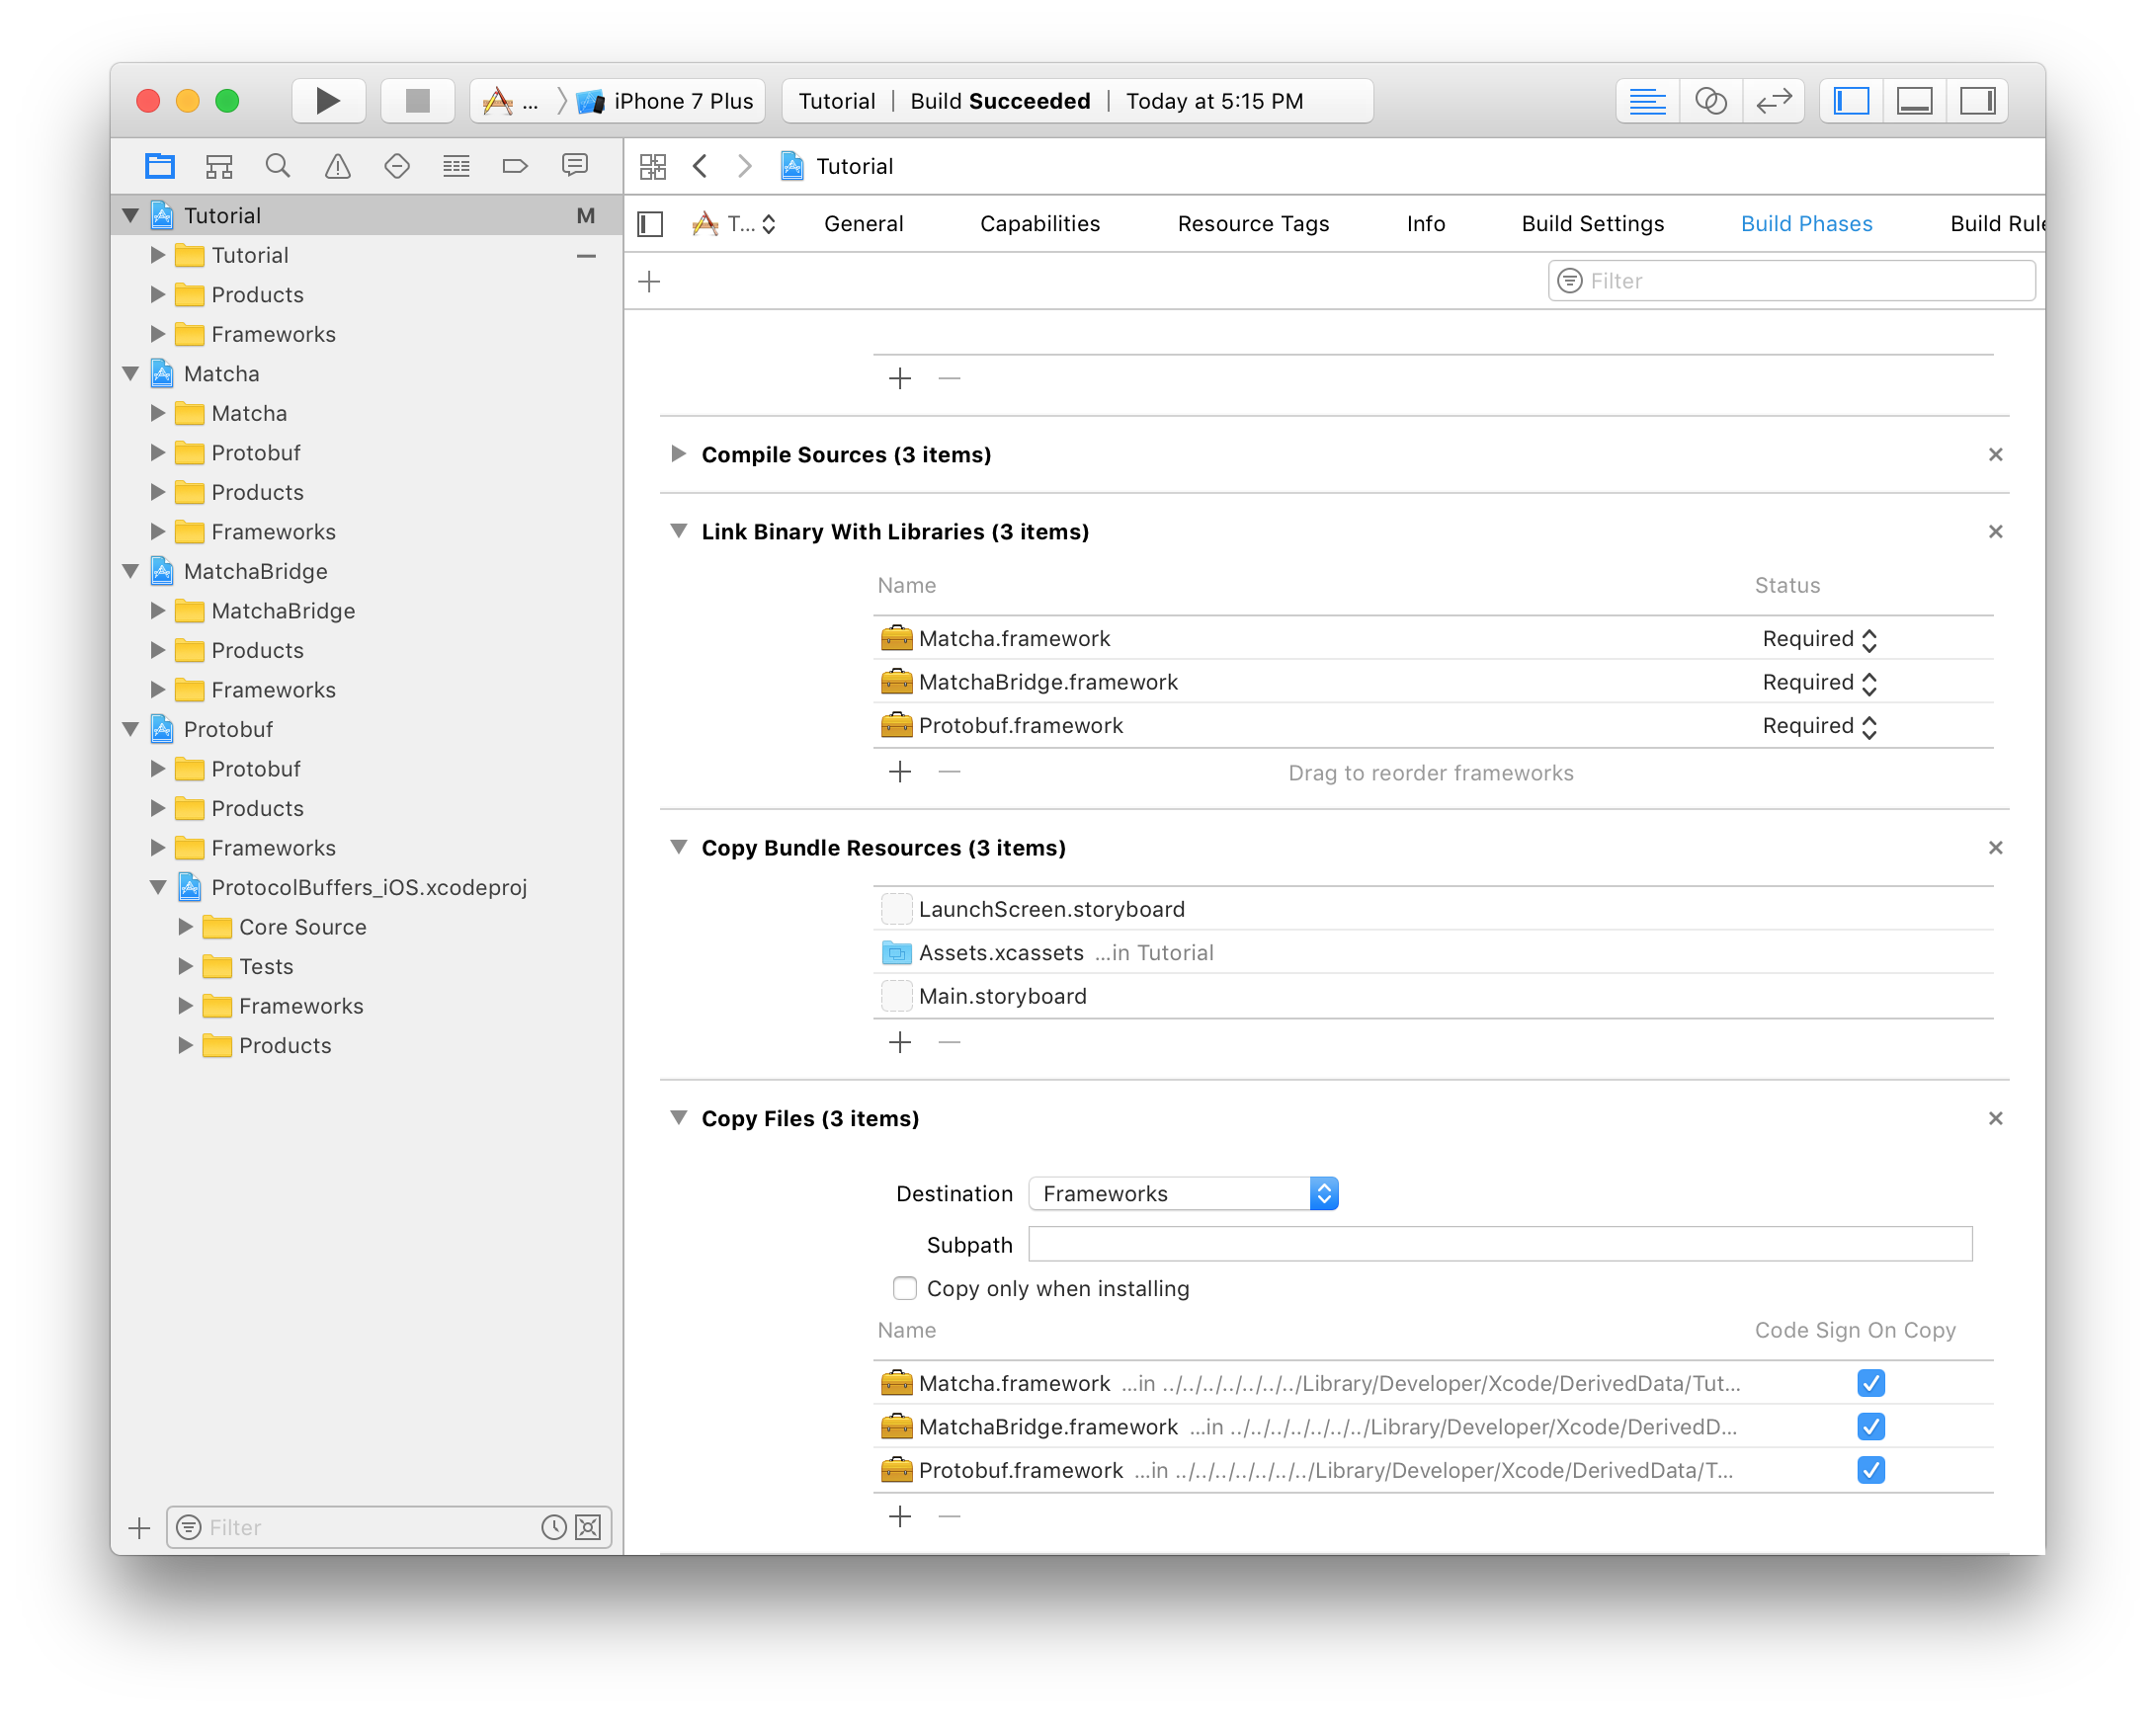 ... iPhone 7 Plus
Tutorial | Build Succeeded | Today at 5:15 PM
Tutorial M
Tutorial
Products
Frameworks
Matcha
Matcha
Protobuf
Products
Frameworks
MatchaBridge
MatchaBridge
Products
Frameworks
Protobuf
Protobuf
Products
Frameworks
ProtocolBuffers_iOS.xcodeproj
Core Source
Tests
Frameworks
Products
Filter
Tutorial
T... General Capabilities Resource Tags Info Build Settings Build Phases Build Rule
Filter
Compile Sources (3 items)
Link Binary With Libraries (3 items)
Name Status
Matcha.framework Required
MatchaBridge.framework Required
Protobuf.framework Required
Drag to reorder frameworks
Copy Bundle Resources (3 items)
LaunchScreen.storyboard
Assets.xcassets ...in Tutorial
Main.storyboard
Copy Files (3 items)
Destination Frameworks
Subpath
Copy only when installing
Name Code Sign On Copy
Matcha.framework ...in ../../../../../../../Library/Developer/Xcode/DerivedData/Tut...
MatchaBridge.framework ...in ../../../../../../../Library/Developer/Xcode/DerivedD...
Protobuf.framework ...in ../../../../../../../Library/Developer/Xcode/DerivedData/T...